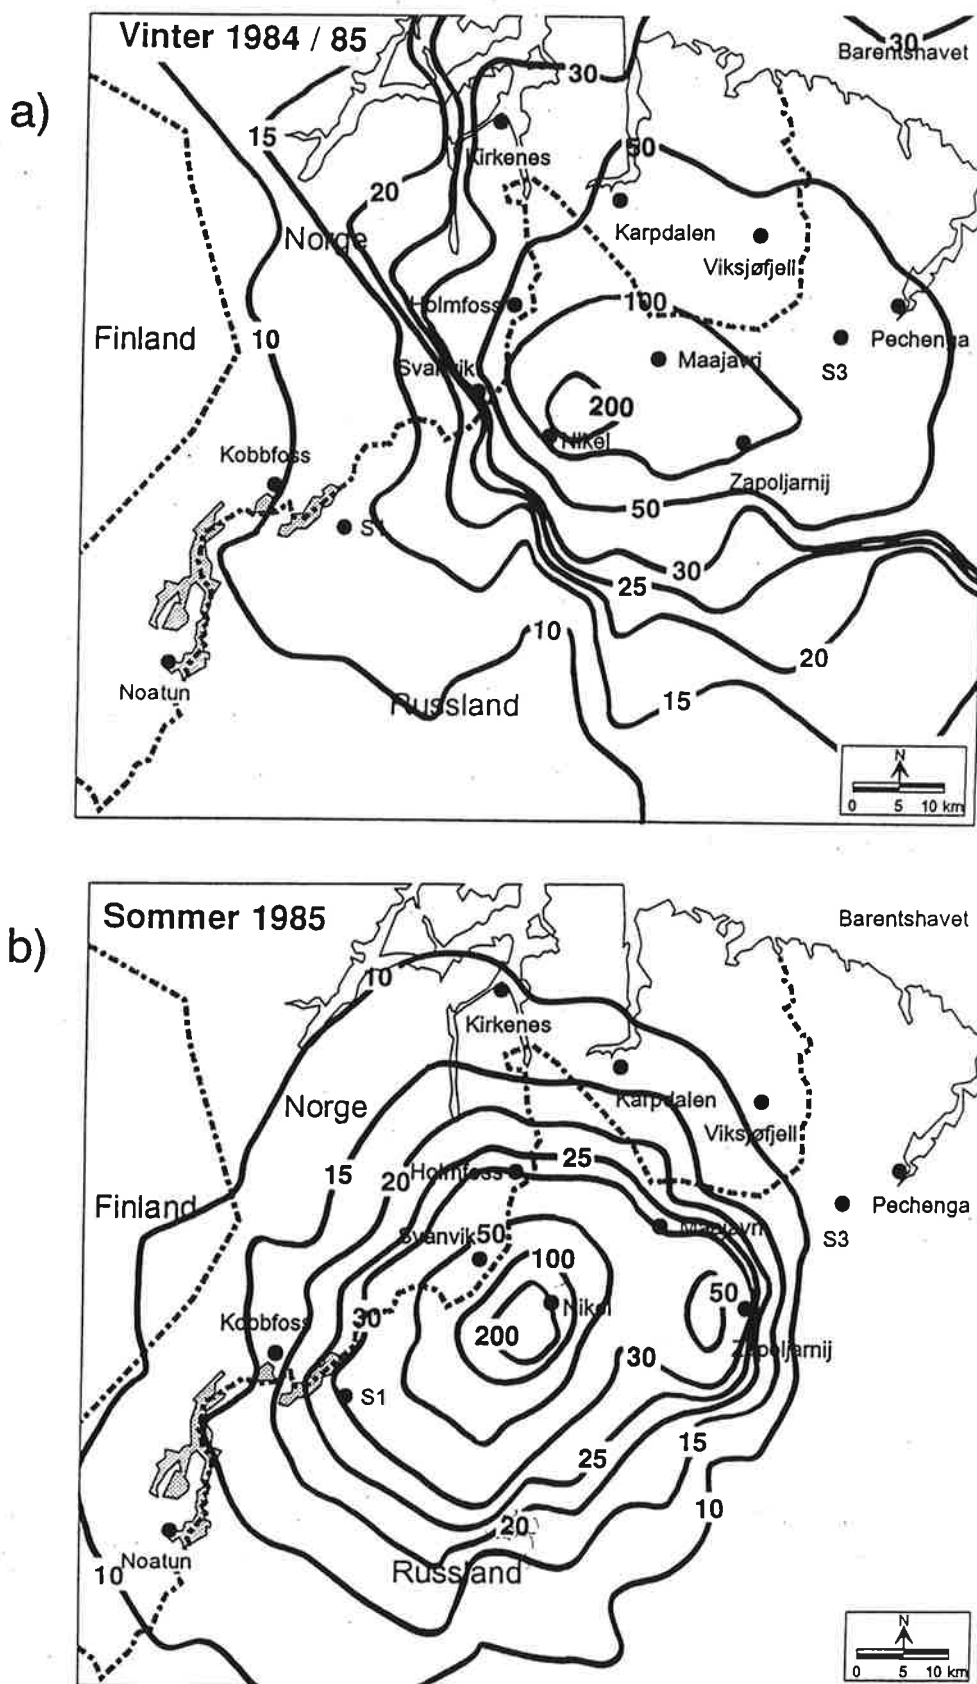 a)
Vinter 1984 / 85
30
Barentshavet
30
15
50
Kirkenes
20
Karpdalen
Norge
Viksjøfjell
100
Holmfoss
Finland
10
Pechenga
Maajavri
S3
Svanvik
200
Nikel
Kobbfoss
Zapoljarnij
50
S1
30
25
10
20
Noatun
15
Russland
N
0 5 10 km
b)
Sommer 1985
Barentshavet
10
Kirkenes
Norge
Karpdalen
Viksjøfjell
25
15
20
Holmfoss
Finland
Pechenga
Maajavri
S3
Svanvik
50
100
50
Nikel
30
200
Kobbfoss
Zapoljarnij
30
S1
15
25
10
20
Noatun
10
Russland
N
0 5 10 km